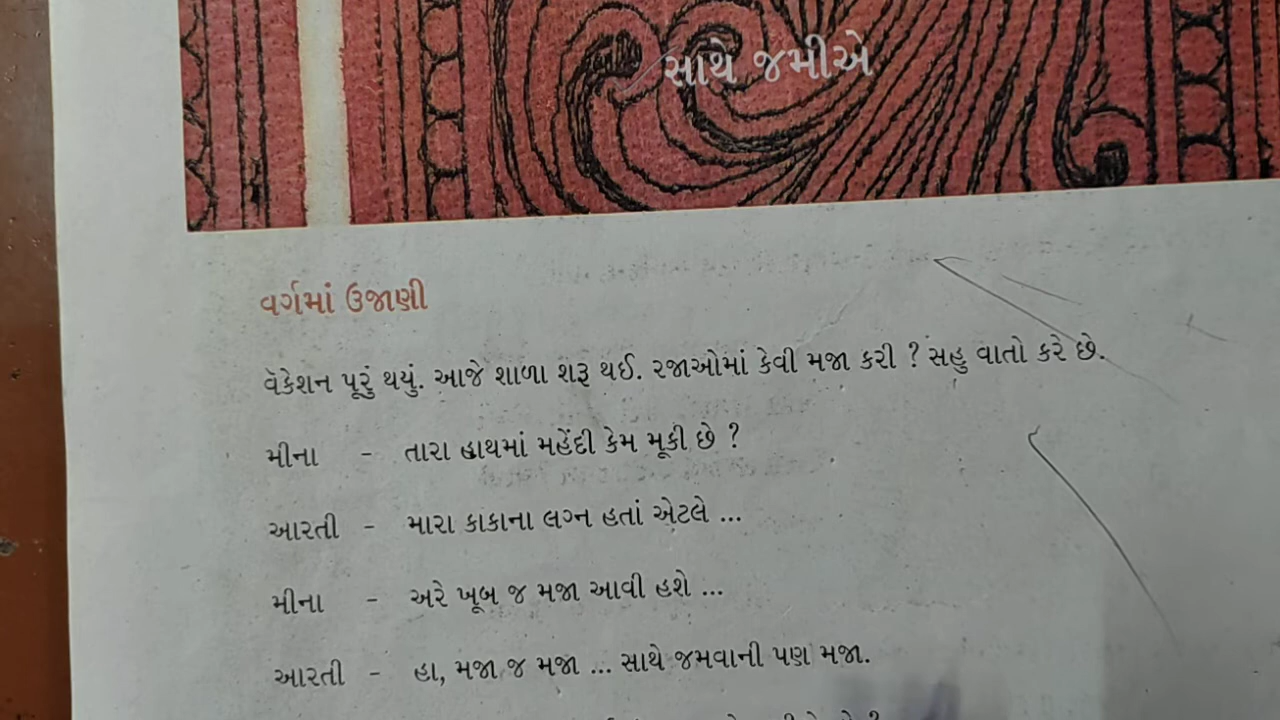 સાથે જમીએ
વર્ગમાં ઉજાણી
વૅકેશન પૂરું થયું. આજે શાળા શરૂ થઈ. રજાઓમાં કેવી મજા કરી ? સહુ વાતો કરે છે.
મીના - તારા હાથમાં મહેંદી કેમ મૂકી છે ?
આરતી - મારા કાકાના લગ્ન હતાં એટલે ...
મીના - અરે ખૂબ જ મજા આવી હશે ...
આરતી - હા, મજા જ મજા ... સાથે જમવાની પણ મજા.